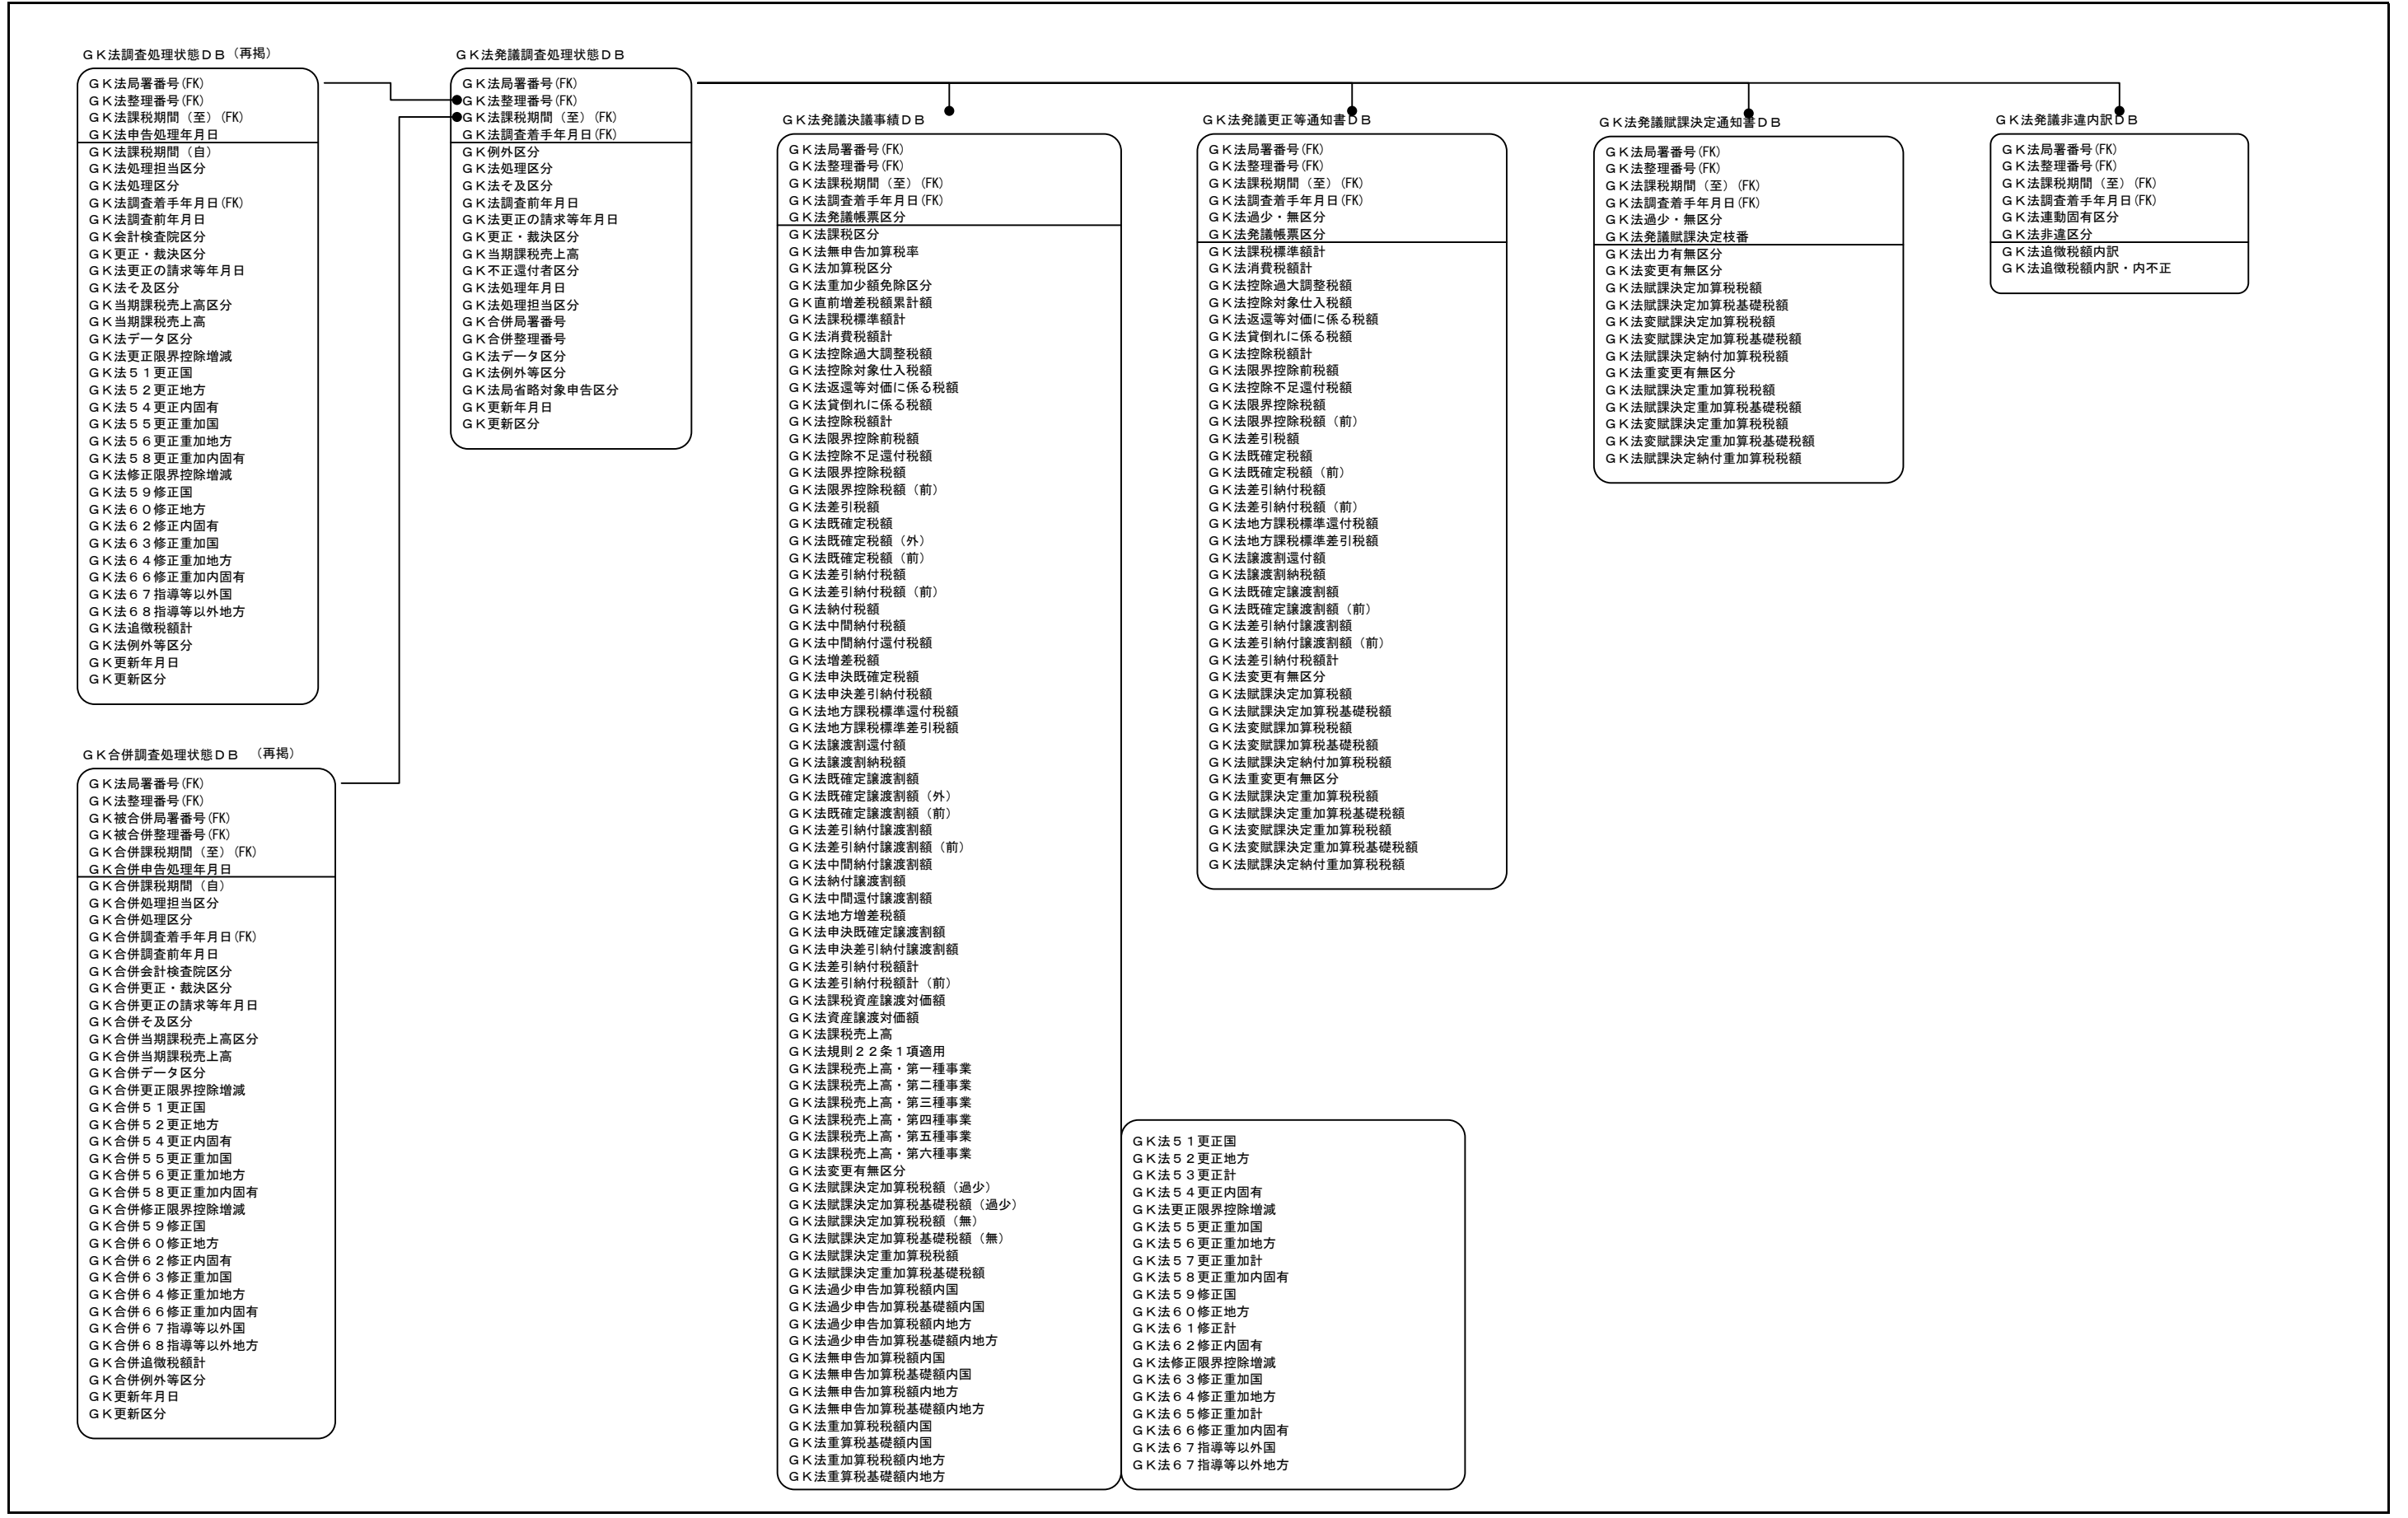 ＧＫ法調査処理状態ＤＢ（再掲）
ＧＫ法局署番号(FK)
ＧＫ法整理番号(FK)
ＧＫ法課税期間（至）(FK)
ＧＫ法申告処理年月日
ＧＫ法課税期間（自）
ＧＫ法処理担当区分
ＧＫ法処理区分
ＧＫ法調査着手年月日(FK)
ＧＫ法調査前年月日
ＧＫ会計検査院区分
ＧＫ更正・裁決区分
ＧＫ法更正の請求等年月日
ＧＫ法そ及区分
ＧＫ当期課税売上高区分
ＧＫ当期課税売上高
ＧＫ法データ区分
ＧＫ法更正限界控除増減
ＧＫ法５１更正国
ＧＫ法５２更正地方
ＧＫ法５４更正内固有
ＧＫ法５５更正重加国
ＧＫ法５６更正重加地方
ＧＫ法５８更正重加内固有
ＧＫ法修正限界控除増減
ＧＫ法５９修正国
ＧＫ法６０修正地方
ＧＫ法６２修正内固有
ＧＫ法６３修正重加国
ＧＫ法６４修正重加地方
ＧＫ法６６修正重加内固有
ＧＫ法６７指導等以外国
ＧＫ法６８指導等以外地方
ＧＫ法追徴税額計
ＧＫ法例外等区分
ＧＫ更新年月日
ＧＫ更新区分
ＧＫ合併調査処理状態ＤＢ　（再掲）
ＧＫ法局署番号(FK)
ＧＫ法整理番号(FK)
ＧＫ被合併局署番号(FK)
ＧＫ被合併整理番号(FK)
ＧＫ合併課税期間（至）(FK)
ＧＫ合併申告処理年月日
ＧＫ合併課税期間（自）
ＧＫ合併処理担当区分
ＧＫ合併処理区分
ＧＫ合併調査着手年月日(FK)
ＧＫ合併調査前年月日
ＧＫ合併会計検査院区分
ＧＫ合併更正・裁決区分
ＧＫ合併更正の請求等年月日
ＧＫ合併そ及区分
ＧＫ合併当期課税売上高区分
ＧＫ合併当期課税売上高
ＧＫ合併データ区分
ＧＫ合併更正限界控除増減
ＧＫ合併５１更正国
ＧＫ合併５２更正地方
ＧＫ合併５４更正内固有
ＧＫ合併５５更正重加国
ＧＫ合併５６更正重加地方
ＧＫ合併５８更正重加内固有
ＧＫ合併修正限界控除増減
ＧＫ合併５９修正国
ＧＫ合併６０修正地方
ＧＫ合併６２修正内固有
ＧＫ合併６３修正重加国
ＧＫ合併６４修正重加地方
ＧＫ合併６６修正重加内固有
ＧＫ合併６７指導等以外国
ＧＫ合併６８指導等以外地方
ＧＫ合併追徴税額計
ＧＫ合併例外等区分
ＧＫ更新年月日
ＧＫ更新区分
ＧＫ法発議調査処理状態ＤＢ
ＧＫ法局署番号(FK)
ＧＫ法整理番号(FK)
ＧＫ法課税期間（至）(FK)
ＧＫ法調査着手年月日(FK)
ＧＫ例外区分
ＧＫ法処理区分
ＧＫ法そ及区分
ＧＫ法調査前年月日
ＧＫ法更正の請求等年月日
ＧＫ更正・裁決区分
ＧＫ当期課税売上高
ＧＫ不正還付者区分
ＧＫ法処理年月日
ＧＫ法処理担当区分
ＧＫ合併局署番号
ＧＫ合併整理番号
ＧＫ法データ区分
ＧＫ法例外等区分
ＧＫ法局省略対象申告区分
ＧＫ更新年月日
ＧＫ更新区分
ＧＫ法発議決議事績ＤＢ
ＧＫ法局署番号(FK)
ＧＫ法整理番号(FK)
ＧＫ法課税期間（至）(FK)
ＧＫ法調査着手年月日(FK)
ＧＫ法発議帳票区分
ＧＫ法課税区分
ＧＫ法無申告加算税率
ＧＫ法加算税区分
ＧＫ法重加少額免除区分
ＧＫ直前増差税額累計額
ＧＫ法課税標準額計
ＧＫ法消費税額計
ＧＫ法控除過大調整税額
ＧＫ法控除対象仕入税額
ＧＫ法返還等対価に係る税額
ＧＫ法貸倒れに係る税額
ＧＫ法控除税額計
ＧＫ法限界控除前税額
ＧＫ法控除不足還付税額
ＧＫ法限界控除税額
ＧＫ法限界控除税額（前）
ＧＫ法差引税額
ＧＫ法既確定税額
ＧＫ法既確定税額（外）
ＧＫ法既確定税額（前）
ＧＫ法差引納付税額
ＧＫ法差引納付税額（前）
ＧＫ法納付税額
ＧＫ法中間納付税額
ＧＫ法中間納付還付税額
ＧＫ法増差税額
ＧＫ法申決既確定税額
ＧＫ法申決差引納付税額
ＧＫ法地方課税標準還付税額
ＧＫ法地方課税標準差引税額
ＧＫ法譲渡割還付額
ＧＫ法譲渡割納税額
ＧＫ法既確定譲渡割額
ＧＫ法既確定譲渡割額（外）
ＧＫ法既確定譲渡割額（前）
ＧＫ法差引納付譲渡割額
ＧＫ法差引納付譲渡割額（前）
ＧＫ法中間納付譲渡割額
ＧＫ法納付譲渡割額
ＧＫ法中間還付譲渡割額
ＧＫ法地方増差税額
ＧＫ法申決既確定譲渡割額
ＧＫ法申決差引納付譲渡割額
ＧＫ法差引納付税額計
ＧＫ法差引納付税額計（前）
ＧＫ法課税資産譲渡対価額
ＧＫ法資産譲渡対価額
ＧＫ法課税売上高
ＧＫ法規則２２条１項適用
ＧＫ法課税売上高・第一種事業
ＧＫ法課税売上高・第二種事業
ＧＫ法課税売上高・第三種事業
ＧＫ法課税売上高・第四種事業
ＧＫ法課税売上高・第五種事業
ＧＫ法課税売上高・第六種事業
ＧＫ法変更有無区分
ＧＫ法賦課決定加算税税額（過少）
ＧＫ法賦課決定加算税基礎税額（過少）
ＧＫ法賦課決定加算税税額（無）
ＧＫ法賦課決定加算税基礎税額（無）
ＧＫ法賦課決定重加算税税額
ＧＫ法賦課決定重加算税基礎税額
ＧＫ法過少申告加算税額内国
ＧＫ法過少申告加算税基礎額内国
ＧＫ法過少申告加算税額内地方
ＧＫ法過少申告加算税基礎額内地方
ＧＫ法無申告加算税額内国
ＧＫ法無申告加算税基礎額内国
ＧＫ法無申告加算税額内地方
ＧＫ法無申告加算税基礎額内地方
ＧＫ法重加算税税額内国
ＧＫ法重算税基礎額内国
ＧＫ法重加算税税額内地方
ＧＫ法重算税基礎額内地方
ＧＫ法５１更正国
ＧＫ法５２更正地方
ＧＫ法５３更正計
ＧＫ法５４更正内固有
ＧＫ法更正限界控除増減
ＧＫ法５５更正重加国
ＧＫ法５６更正重加地方
ＧＫ法５７更正重加計
ＧＫ法５８更正重加内固有
ＧＫ法５９修正国
ＧＫ法６０修正地方
ＧＫ法６１修正計
ＧＫ法６２修正内固有
ＧＫ法修正限界控除増減
ＧＫ法６３修正重加国
ＧＫ法６４修正重加地方
ＧＫ法６５修正重加計
ＧＫ法６６修正重加内固有
ＧＫ法６７指導等以外国
ＧＫ法６７指導等以外地方
ＧＫ法発議更正等通知書ＤＢ
ＧＫ法局署番号(FK)
ＧＫ法整理番号(FK)
ＧＫ法課税期間（至）(FK)
ＧＫ法調査着手年月日(FK)
ＧＫ法過少・無区分
ＧＫ法発議帳票区分
ＧＫ法課税標準額計
ＧＫ法消費税額計
ＧＫ法控除過大調整税額
ＧＫ法控除対象仕入税額
ＧＫ法返還等対価に係る税額
ＧＫ法貸倒れに係る税額
ＧＫ法控除税額計
ＧＫ法限界控除前税額
ＧＫ法控除不足還付税額
ＧＫ法限界控除税額
ＧＫ法限界控除税額（前）
ＧＫ法差引税額
ＧＫ法既確定税額
ＧＫ法既確定税額（前）
ＧＫ法差引納付税額
ＧＫ法差引納付税額（前）
ＧＫ法地方課税標準還付税額
ＧＫ法地方課税標準差引税額
ＧＫ法譲渡割還付額
ＧＫ法譲渡割納税額
ＧＫ法既確定譲渡割額
ＧＫ法既確定譲渡割額（前）
ＧＫ法差引納付譲渡割額
ＧＫ法差引納付譲渡割額（前）
ＧＫ法差引納付税額計
ＧＫ法変更有無区分
ＧＫ法賦課決定加算税額
ＧＫ法賦課決定加算税基礎税額
ＧＫ法変賦課加算税税額
ＧＫ法変賦課加算税基礎税額
ＧＫ法賦課決定納付加算税税額
ＧＫ法重変更有無区分
ＧＫ法賦課決定重加算税税額
ＧＫ法賦課決定重加算税基礎税額
ＧＫ法変賦課決定重加算税税額
ＧＫ法変賦課決定重加算税基礎税額
ＧＫ法賦課決定納付重加算税税額
ＧＫ法発議賦課決定通知書ＤＢ
ＧＫ法局署番号(FK)
ＧＫ法整理番号(FK)
ＧＫ法課税期間（至）(FK)
ＧＫ法調査着手年月日(FK)
ＧＫ法過少・無区分
ＧＫ法発議賦課決定枝番
ＧＫ法出力有無区分
ＧＫ法変更有無区分
ＧＫ法賦課決定加算税税額
ＧＫ法賦課決定加算税基礎税額
ＧＫ法変賦課決定加算税税額
ＧＫ法変賦課決定加算税基礎税額
ＧＫ法賦課決定納付加算税税額
ＧＫ法重変更有無区分
ＧＫ法賦課決定重加算税税額
ＧＫ法賦課決定重加算税基礎税額
ＧＫ法変賦課決定重加算税税額
ＧＫ法変賦課決定重加算税基礎税額
ＧＫ法賦課決定納付重加算税税額
ＧＫ法発議非違内訳ＤＢ
ＧＫ法局署番号(FK)
ＧＫ法整理番号(FK)
ＧＫ法課税期間（至）(FK)
ＧＫ法調査着手年月日(FK)
ＧＫ法連動固有区分
ＧＫ法非違区分
ＧＫ法追徴税額内訳
ＧＫ法追徴税額内訳・内不正